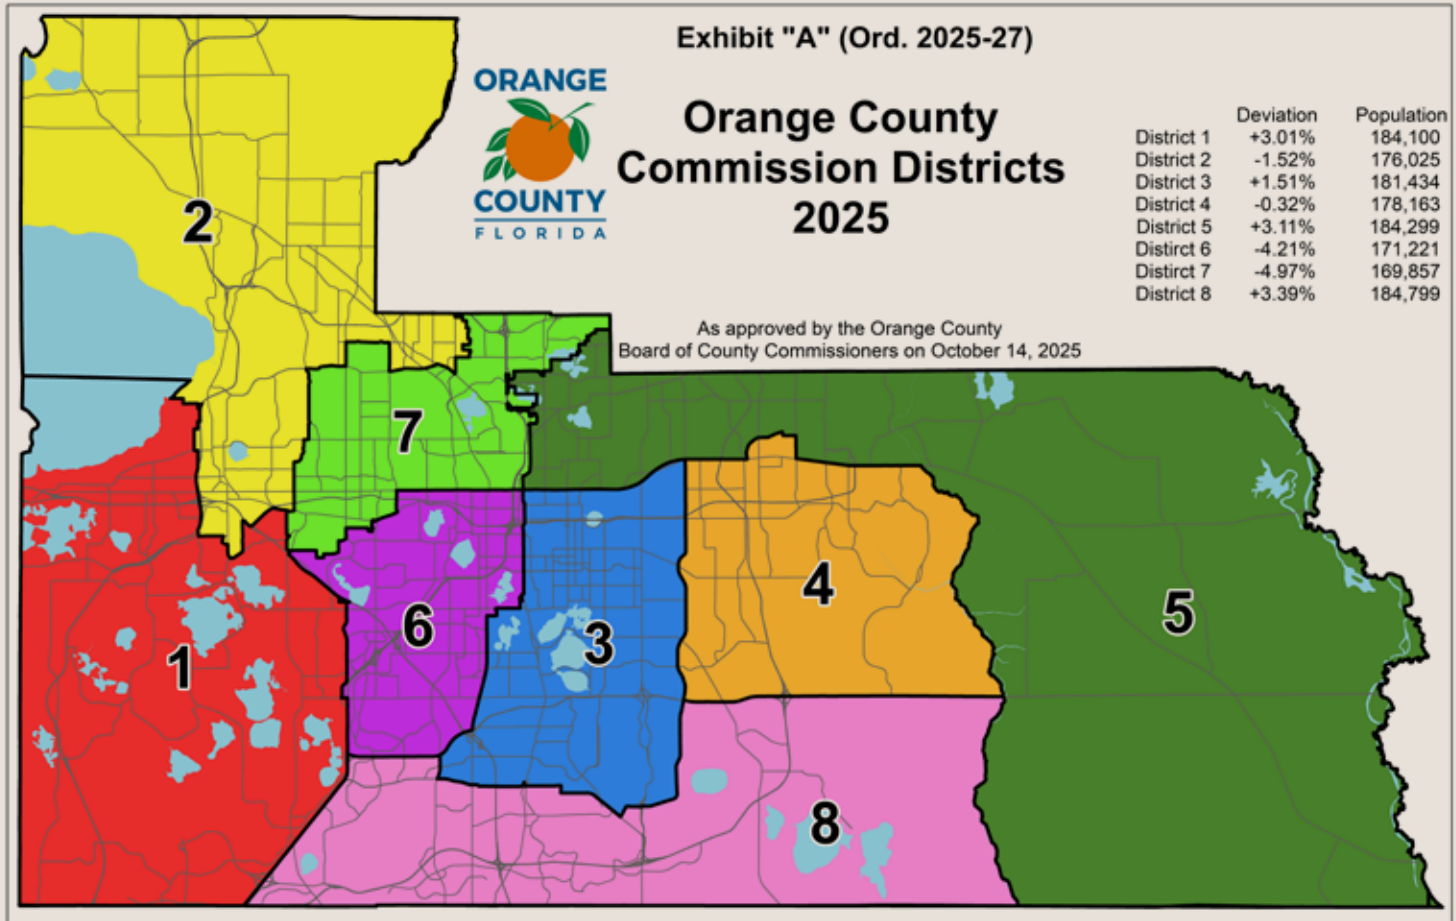 Exhibit "A" (Ord. 2025-27)
ORANGE
COUNTY
FLORIDA
Orange County
Commission Districts
2025
Deviation Population
District 1 +3.01% 184,100
District 2 -1.52% 176,025
District 3 +1.51% 181,434
District 4 -0.32% 178,163
District 5 +3.11% 184,299
Distirct 6 -4.21% 171,221
Distirct 7 -4.97% 169,857
District 8 +3.39% 184,799
As approved by the Orange County
Board of County Commissioners on October 14, 2025
2
7
4
5
6
3
1
8